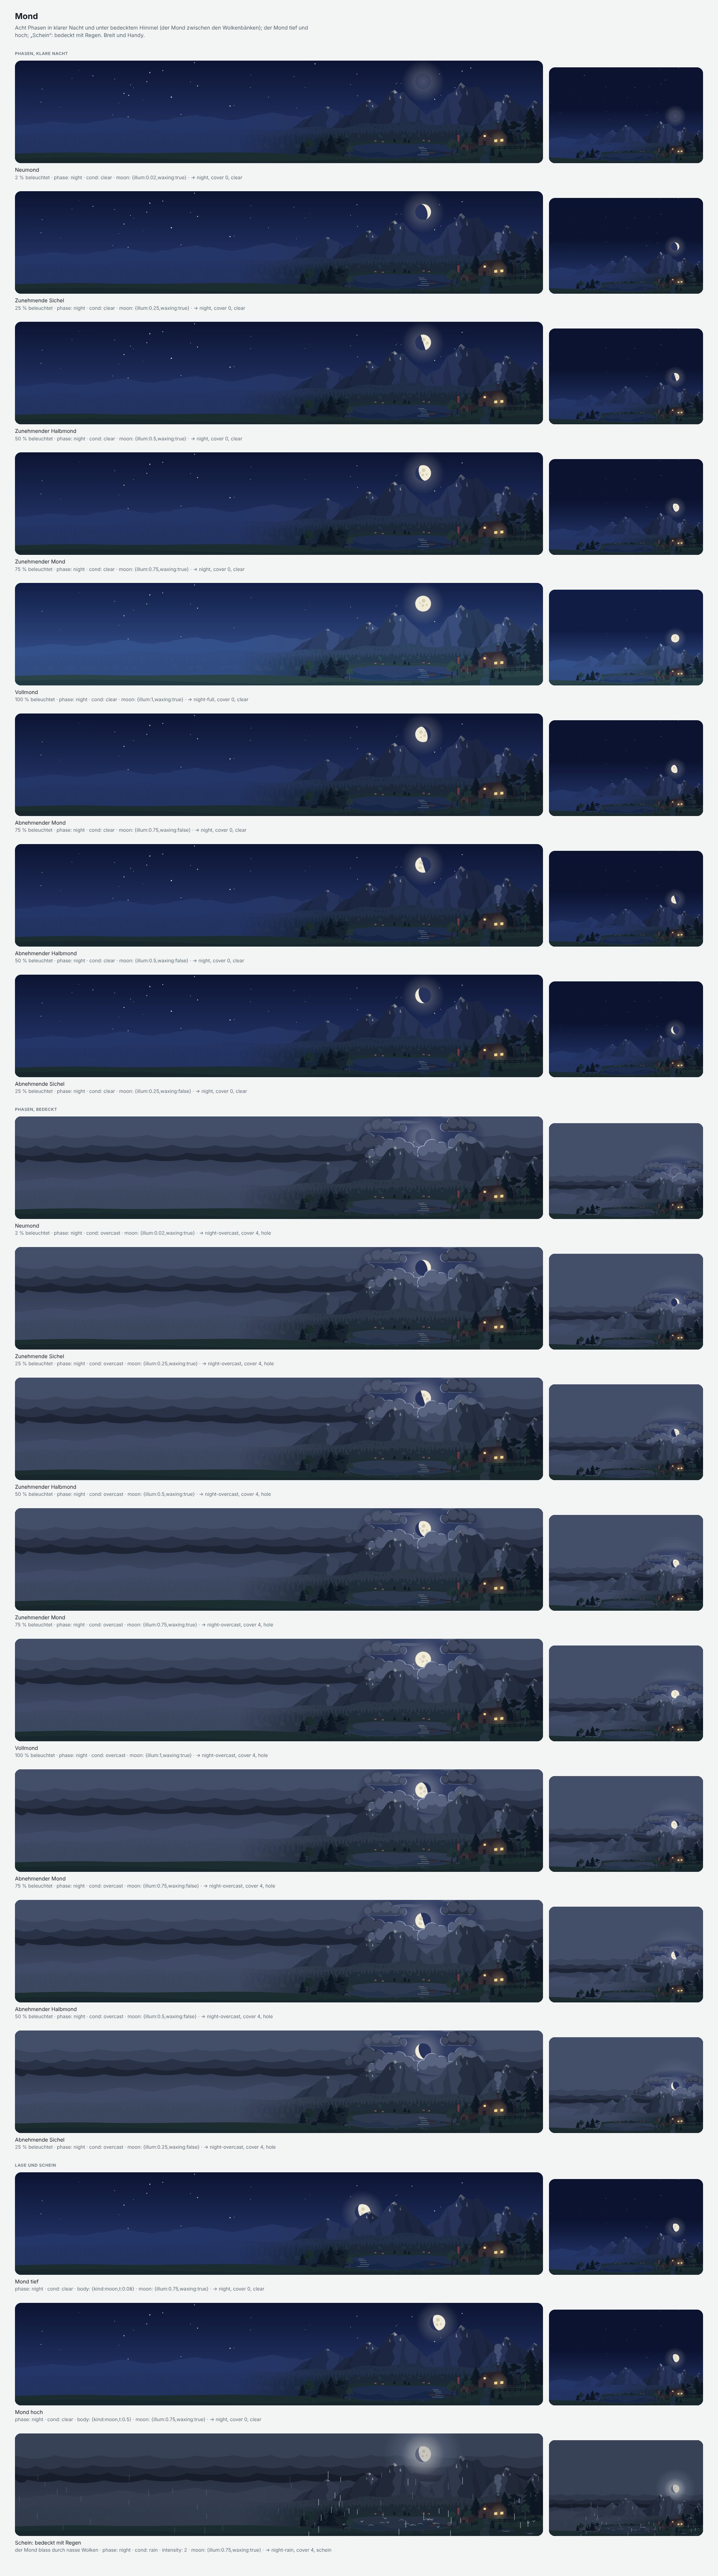 Mond
Acht Phasen in klarer Nacht und unter bedecktem Himmel (der Mond zwischen den Wolkenbänken); der Mond tief und
hoch; „Schein“: bedeckt mit Regen. Breit und Handy.
PHASEN, KLARE NACHT
Neumond
2 % beleuchtet · phase: night · cond: clear · moon: {illum:0.02,waxing:true} · → night, cover 0, clear
Zunehmende Sichel
25 % beleuchtet · phase: night · cond: clear · moon: {illum:0.25,waxing:true} · → night, cover 0, clear
Zunehmender Halbmond
50 % beleuchtet · phase: night · cond: clear · moon: {illum:0.5,waxing:true} · → night, cover 0, clear
Zunehmender Mond
75 % beleuchtet · phase: night · cond: clear · moon: {illum:0.75,waxing:true} · → night, cover 0, clear
Vollmond
100 % beleuchtet · phase: night · cond: clear · moon: {illum:1,waxing:true} · → night-full, cover 0, clear
Abnehmender Mond
75 % beleuchtet · phase: night · cond: clear · moon: {illum:0.75,waxing:false} · → night, cover 0, clear
Abnehmender Halbmond
50 % beleuchtet · phase: night · cond: clear · moon: {illum:0.5,waxing:false} · → night, cover 0, clear
Abnehmende Sichel
25 % beleuchtet · phase: night · cond: clear · moon: {illum:0.25,waxing:false} · → night, cover 0, clear
PHASEN, BEDECKT
Neumond
2 % beleuchtet · phase: night · cond: overcast · moon: {illum:0.02,waxing:true} · → night-overcast, cover 4, hole
Zunehmende Sichel
25 % beleuchtet · phase: night · cond: overcast · moon: {illum:0.25,waxing:true} · → night-overcast, cover 4, hole
Zunehmender Halbmond
50 % beleuchtet · phase: night · cond: overcast · moon: {illum:0.5,waxing:true} · → night-overcast, cover 4, hole
Zunehmender Mond
75 % beleuchtet · phase: night · cond: overcast · moon: {illum:0.75,waxing:true} · → night-overcast, cover 4, hole
Vollmond
100 % beleuchtet · phase: night · cond: overcast · moon: {illum:1,waxing:true} · → night-overcast, cover 4, hole
Abnehmender Mond
75 % beleuchtet · phase: night · cond: overcast · moon: {illum:0.75,waxing:false} · → night-overcast, cover 4, hole
Abnehmender Halbmond
50 % beleuchtet · phase: night · cond: overcast · moon: {illum:0.5,waxing:false} · → night-overcast, cover 4, hole
Abnehmende Sichel
25 % beleuchtet · phase: night · cond: overcast · moon: {illum:0.25,waxing:false} · → night-overcast, cover 4, hole
LAGE UND SCHEIN
Mond tief
phase: night · cond: clear · body: {kind:moon,t:0.08} · moon: {illum:0.75,waxing:true} · → night, cover 0, clear
Mond hoch
phase: night · cond: clear · body: {kind:moon,t:0.5} · moon: {illum:0.75,waxing:true} · → night, cover 0, clear
Schein: bedeckt mit Regen
der Mond blass durch nasse Wolken · phase: night · cond: rain · intensity: 2 · moon: {illum:0.75,waxing:true} · → night-rain, cover 4, schein